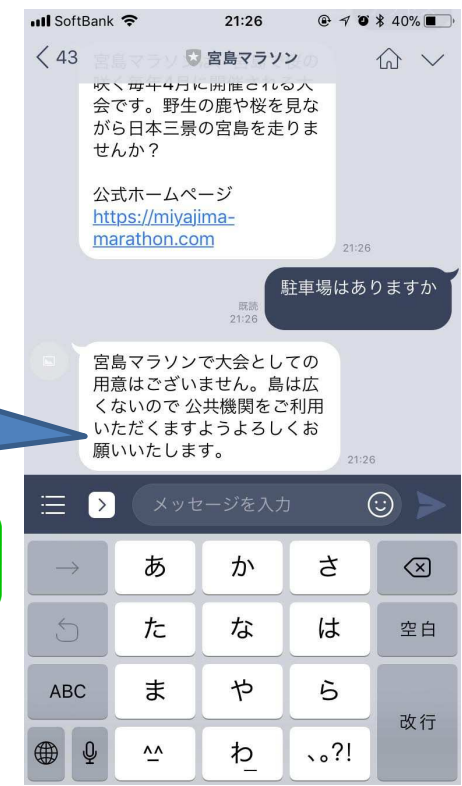 SoftBank 21:26 40%
43 宮島マラソン
咲く毎年4月に開催される大
会です。野生の鹿や桜を見な
がら日本三景の宮島を走りま
せんか？
公式ホームページ
https://miyajima-
marathon.com
21:26
駐車場はありますか
既読
21:26
宮島マラソンで大会としての
用意はございません。島は広
くないので 公共機関をご利用
いただくますようよろしくお
願いいたします。
21:26
メッセージを入力
→ あ か さ
た な は 空白
ABC ま や ら
改行
^^ わ 、。?!